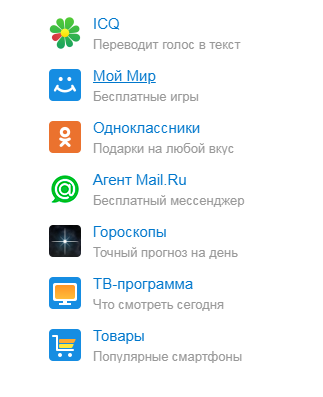 ICQ
Переводит голос в текст
Мой Мир
Бесплатные игры
Одноклассники
Подарки на любой вкус
Агент Mail.Ru
Бесплатный мессенджер
Гороскопы
Точный прогноз на день
ТВ-программа
Что смотреть сегодня
Товары
Популярные смартфоны